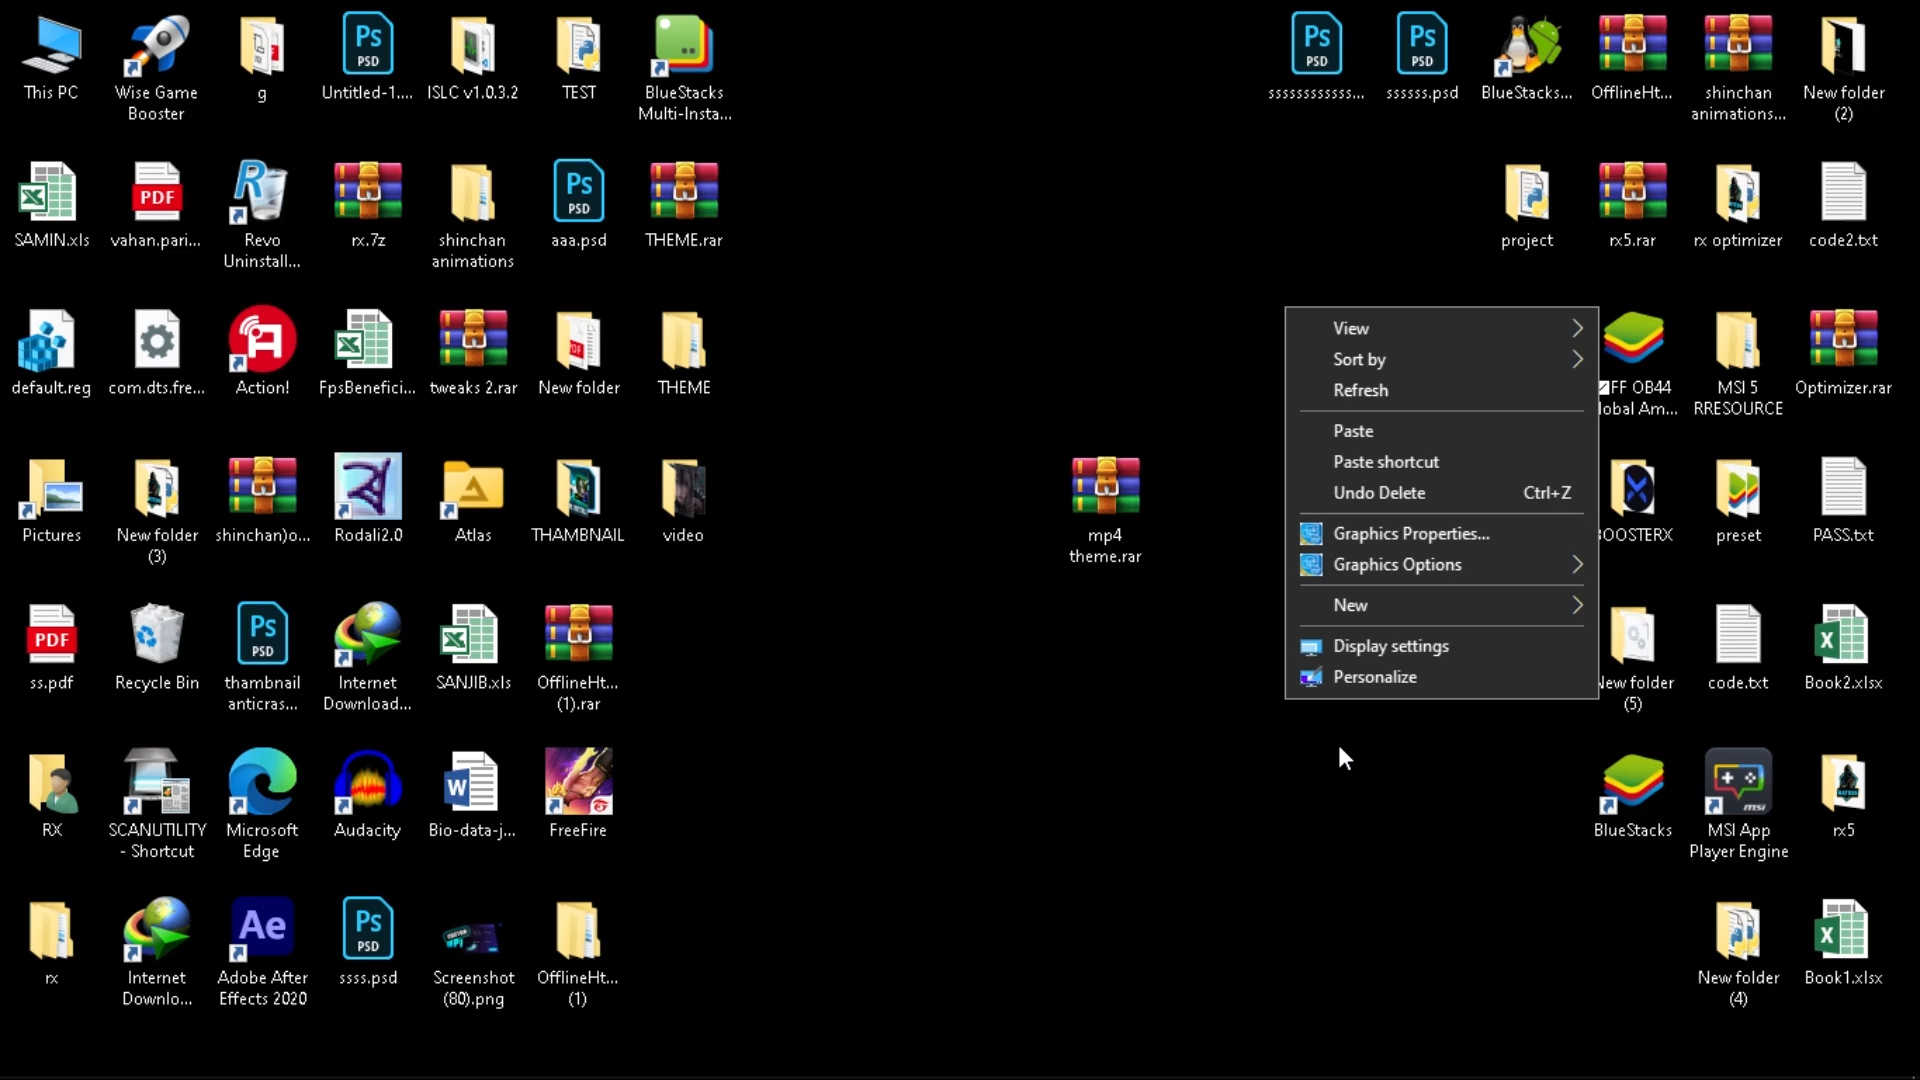 This PC
Wise Game
Booster
g
Untitled-1....
ISLC v1.0.3.2
TEST
BlueStacks
Multi-Insta...
ssssssssssss...
ssssss.psd
BlueStacks...
OfflineHt...
shinchan
animations...
New folder
(2)
SAMIN.xls
vahan.pari...
Revo
Uninstall...
rx.7z
shinchan
animations
aaa.psd
THEME.rar
project
rx5.rar
rx optimizer
code2.txt
default.reg
com.dts.fre...
Action!
FpsBenefici...
tweaks 2.rar
New folder
THEME
FF OB44
lobal Am...
MSI 5
RRESOURCE
Optimizer.rar
View
Sort by
Refresh
Paste
Paste shortcut
Undo Delete Ctrl+Z
Graphics Properties...
Graphics Options
New
Display settings
Personalize
Pictures
New folder
(3)
shinchan)o...
Rodali2.0
Atlas
THAMBNAIL
video
mp4
theme.rar
OOSTERX
preset
PASS.txt
ss.pdf
Recycle Bin
thambnail
anticras...
Internet
Download...
SANJIB.xls
OfflineHt...
(1).rar
New folder
(5)
code.txt
Book2.xlsx
RX
SCANUTILITY
- Shortcut
Microsoft
Edge
Audacity
Bio-data-j...
FreeFire
BlueStacks
MSI App
Player Engine
rx5
rx
Internet
Downlo...
Adobe After
Effects 2020
ssss.psd
Screenshot
(80).png
OfflineHt...
(1)
New folder
(4)
Book1.xlsx